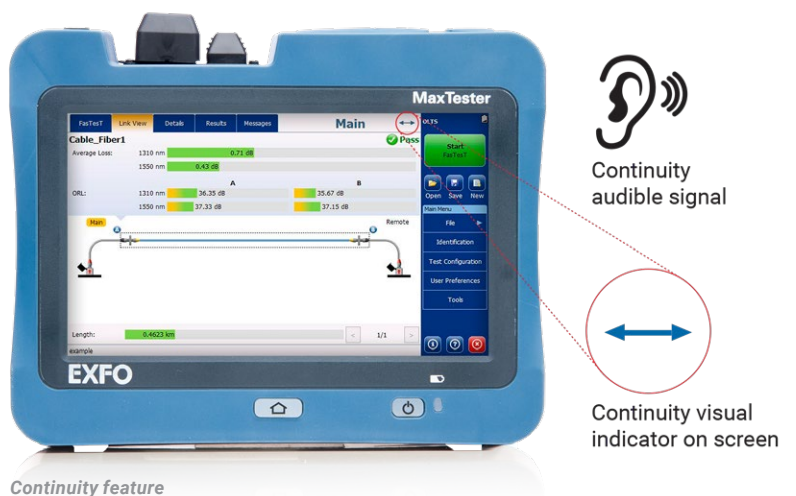 MaxTester
FasTesT Link View Details Results Messages Main OLTS
Cable_Fiber1 Pass
Start
FasTesT
Average Loss: 1310 nm 0.71 dB
1550 nm 0.43 dB
A B
ORL: 1310 nm 36.35 dB 35.67 dB
1550 nm 37.33 dB 37.15 dB
Open Save New
Main Menu
File
Identification
Test Configuration
User Preferences
Tools
Main Remote
A B
Length: 0.4623 km < 1/1 >
example
EXFO
Continuity
audible signal
Continuity visual
indicator on screen
Continuity feature